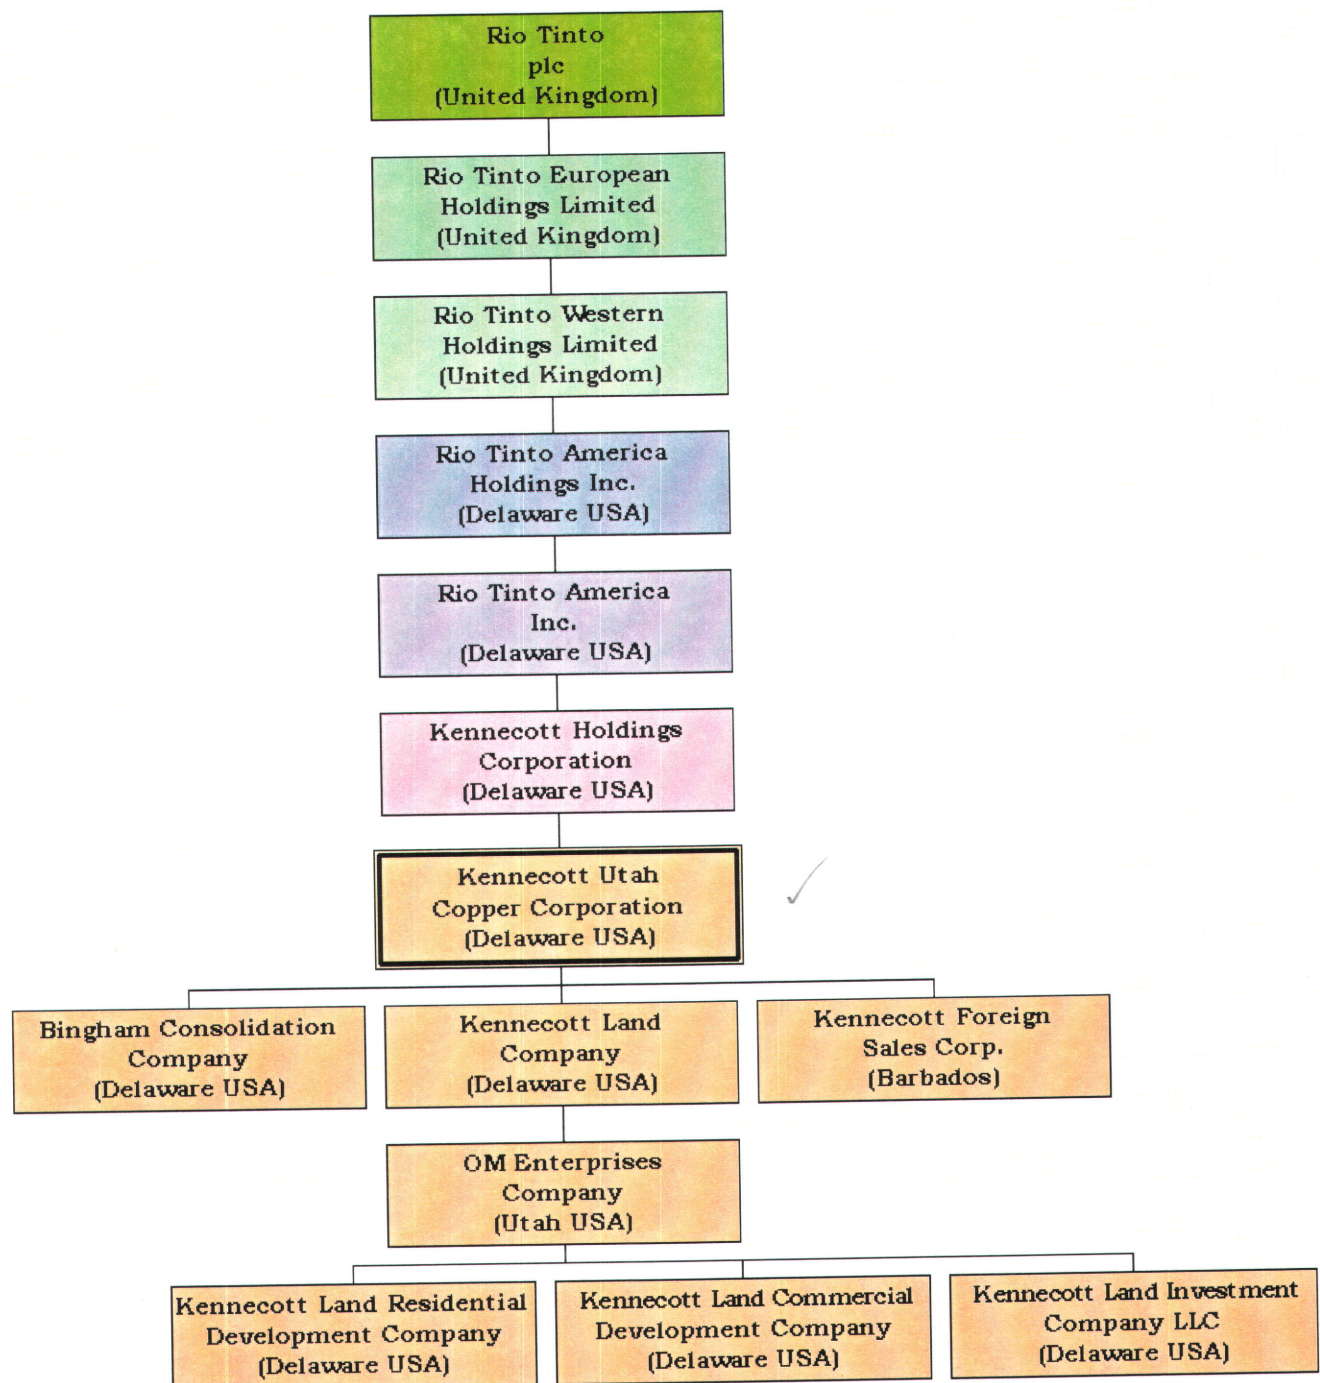 Rio Tinto
plc
(United Kingdom)
Rio Tinto European
Holdings Limited
(United Kingdom)
Rio Tinto Western
Holdings Limited
(United Kingdom)
Rio Tinto America
Holdings Inc.
(Delaware USA)
Rio Tinto America
Inc.
(Delaware USA)
Kennecott Holdings
Corporation
(Delaware USA)
Kennecott Utah
Copper Corporation
(Delaware USA)
Bingham Consolidation
Company
(Delaware USA)
Kennecott Land
Company
(Delaware USA)
Kennecott Foreign
Sales Corp.
(Barbados)
OM Enterprises
Company
(Utah USA)
Kennecott Land Residential
Development Company
(Delaware USA)
Kennecott Land Commercial
Development Company
(Delaware USA)
Kennecott Land Investment
Company LLC
(Delaware USA)